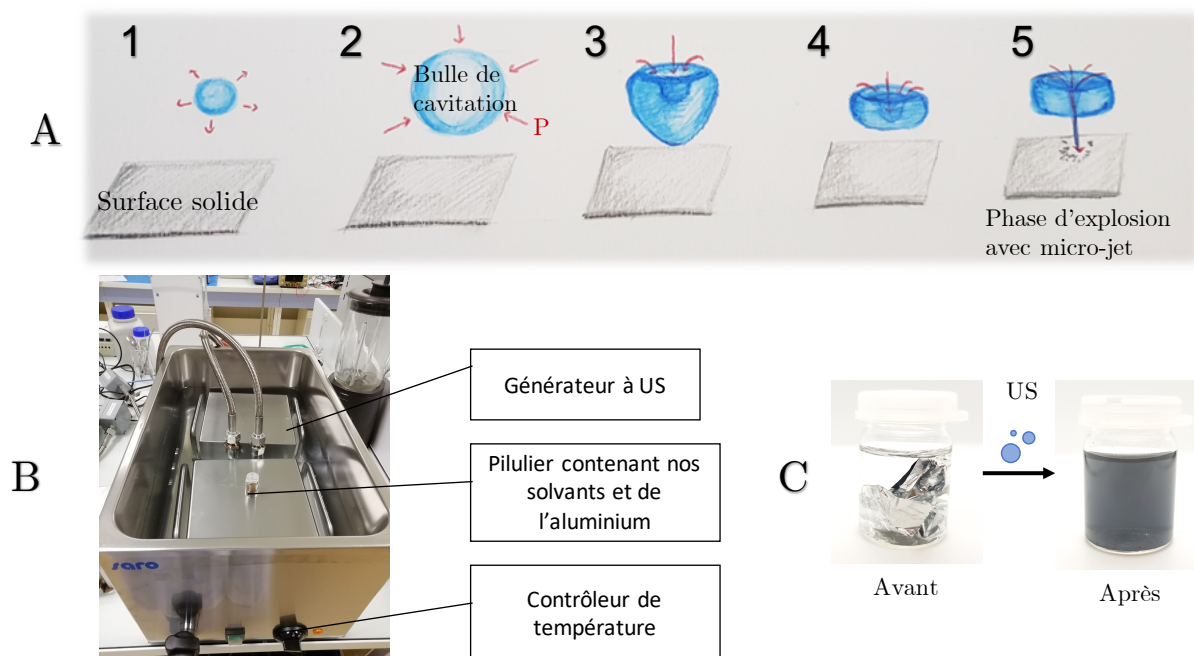 1
2
3
4
5
A
Bulle de
cavitation
P
Surface solide
Phase d'explosion
avec micro-jet
B
saro
Générateur à US
Pilulier contenant nos
solvants et de
l'aluminium
Contrôleur de
température
C
US
Avant
Après